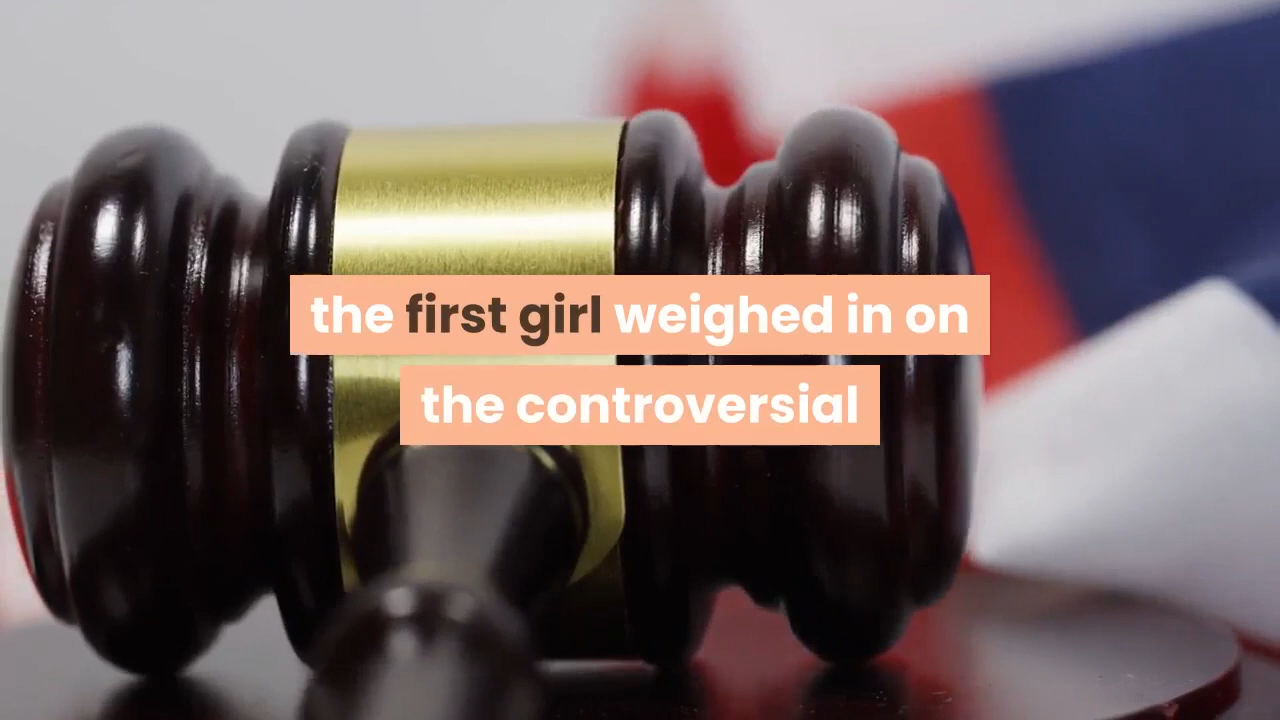 the first girl weighed in on
the controversial